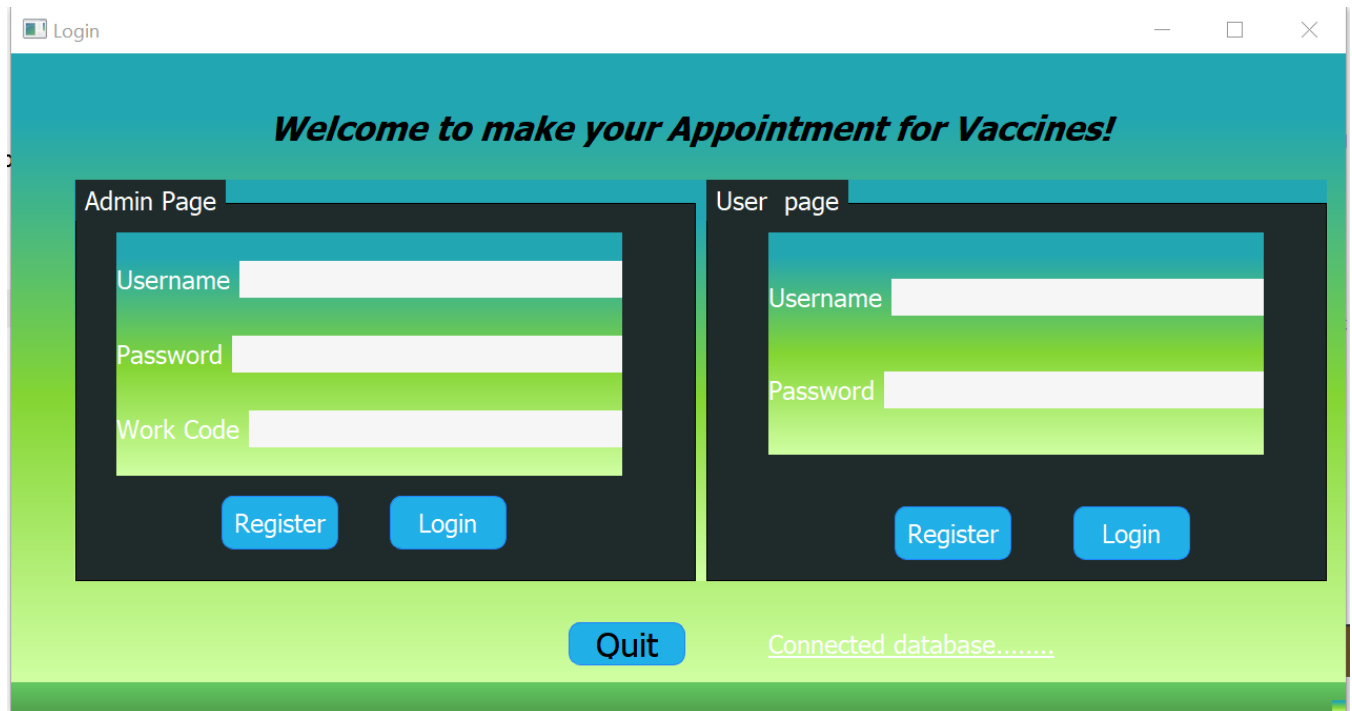 Login
Welcome to make your Appointment for Vaccines!
Admin Page
Username
Password
Work Code
Register
Login
User page
Username
Password
Register
Login
Quit
Connected database........